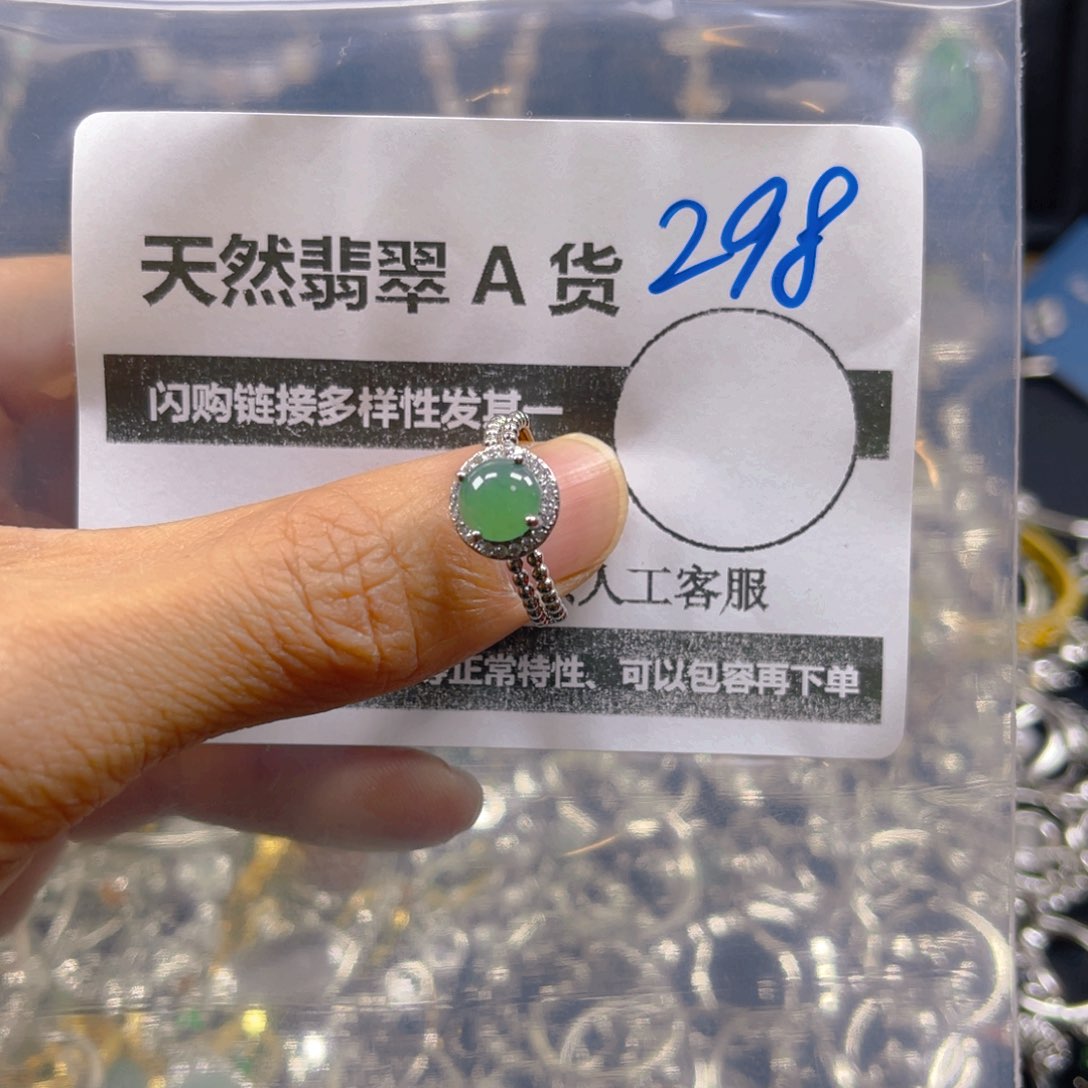 298
天然翡翠 A 货
闪购链接多样性发其一
人工客服
等正常特性、可以包容再下单